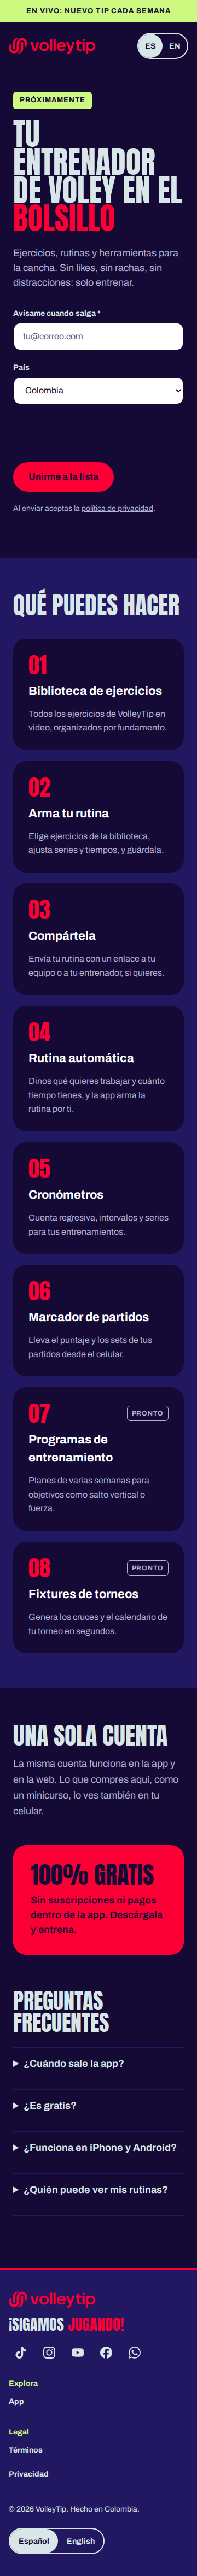 EN VIVO: NUEVO TIP CADA SEMANA
volleytip
ES EN
PRÓXIMAMENTE
TU
ENTRENADOR
DE VOLEY EN EL
BOLSILLO
Ejercicios, rutinas y herramientas para
la cancha. Sin likes, sin rachas, sin
distracciones: solo entrenar.
Avísame cuando salga *
tu@correo.com
País
Colombia
Unirme a la lista
Al enviar aceptas la política de privacidad.
QUÉ PUEDES HACER
01
Biblioteca de ejercicios
Todos los ejercicios de VolleyTip en
video, organizados por fundamento.
02
Arma tu rutina
Elige ejercicios de la biblioteca,
ajusta series y tiempos, y guárdala.
03
Compártela
Envía tu rutina con un enlace a tu
equipo o a tu entrenador, si quieres.
04
Rutina automática
Dinos qué quieres trabajar y cuánto
tiempo tienes, y la app arma la
rutina por ti.
05
Cronómetros
Cuenta regresiva, intervalos y series
para tus entrenamientos.
06
Marcador de partidos
Lleva el puntaje y los sets de tus
partidos desde el celular.
07
PRONTO
Programas de
entrenamiento
Planes de varias semanas para
objetivos como salto vertical o
fuerza.
08
PRONTO
Fixtures de torneos
Genera los cruces y el calendario de
tu torneo en segundos.
UNA SOLA CUENTA
La misma cuenta funciona en la app y
en la web. Lo que compres aquí, como
un minicurso, lo ves también en tu
celular.
100% GRATIS
Sin suscripciones ni pagos
dentro de la app. Descárgala
y entrena.
PREGUNTAS
FRECUENTES
¿Cuándo sale la app?
¿Es gratis?
¿Funciona en iPhone y Android?
¿Quién puede ver mis rutinas?
volleytip
¡SIGAMOS JUGANDO!
Explora
App
Legal
Términos
Privacidad
© 2026 VolleyTip. Hecho en Colombia.
Español English